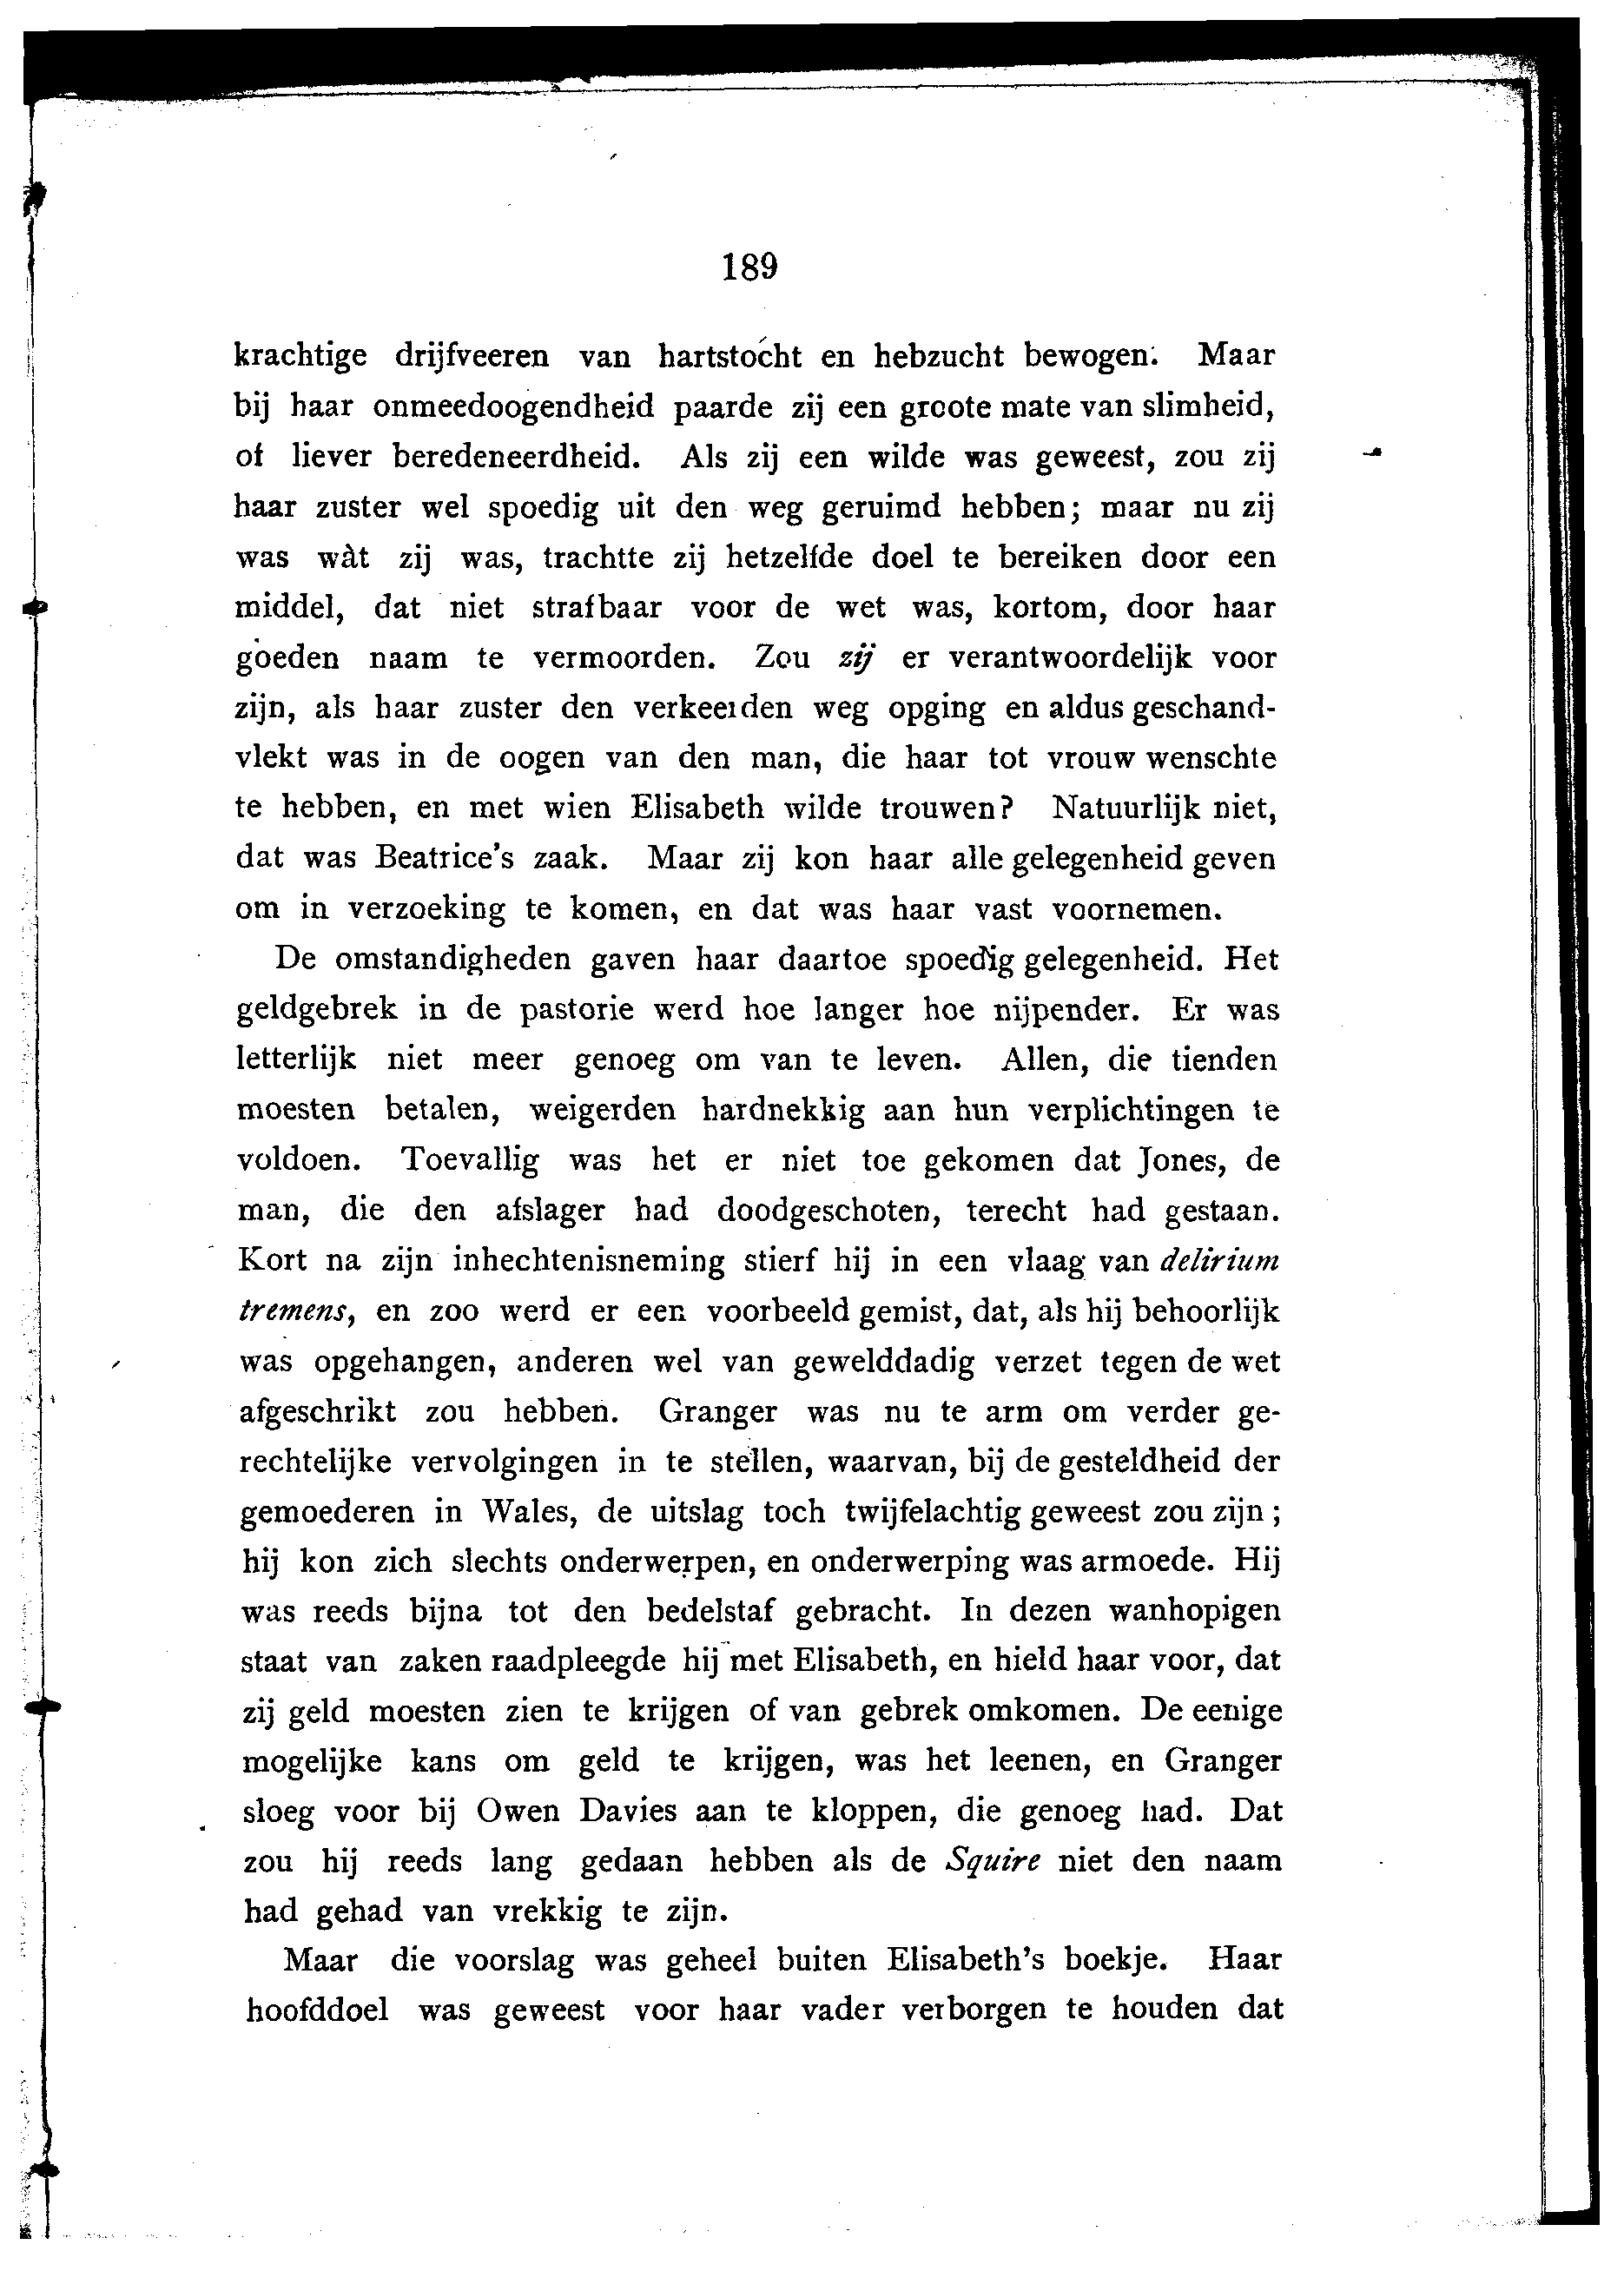 189
krachtige drijfveeren van hartstocht en hebzucht bewogen. Maar
bij haar onmeedoogendheid paarde zij een groote mate van slimheid,
of liever beredeneerdheid. Als zij een wilde was geweest, zou zij
haar zuster wel spoedig uit den weg geruimd hebben; maar nu zij
was wàt zij was, trachtte zij hetzelfde doel te bereiken door een
middel, dat niet strafbaar voor de wet was, kortom, door haar
goeden naam te vermoorden. Zou zij er verantwoordelijk voor
zijn, als haar zuster den verkeerden weg opging en aldus geschand-
vlekt was in de oogen van den man, die haar tot vrouw wenschte
te hebben, en met wien Elisabeth wilde trouwen? Natuurlijk niet,
dat was Beatrice's zaak. Maar zij kon haar alle gelegenheid geven
om in verzoeking te komen, en dat was haar vast voornemen.
De omstandigheden gaven haar daartoe spoedig gelegenheid. Het
geldgebrek in de pastorie werd hoe langer hoe nijpender. Er was
letterlijk niet meer genoeg om van te leven. Allen, die tienden
moesten betalen, weigerden hardnekkig aan hun verplichtingen te
voldoen. Toevallig was het er niet toe gekomen dat Jones, de
man, die den afslager had doodgeschoten, terecht had gestaan.
Kort na zijn inhechtenisneming stierf hij in een vlaag van delirium
tremens, en zoo werd er een voorbeeld gemist, dat, als hij behoorlijk
was opgehangen, anderen wel van gewelddadig verzet tegen de wet
afgeschrikt zou hebben. Granger was nu te arm om verder ge-
rechtelijke vervolgingen in te stellen, waarvan, bij de gesteldheid der
gemoederen in Wales, de uitslag toch twijfelachtig geweest zou zijn;
hij kon zich slechts onderwerpen, en onderwerping was armoede. Hij
was reeds bijna tot den bedelstaf gebracht. In dezen wanhopigen
staat van zaken raadpleegde hij met Elisabeth, en hield haar voor, dat
zij geld moesten zien te krijgen of van gebrek omkomen. De eenige
mogelijke kans om geld te krijgen, was het leenen, en Granger
sloeg voor bij Owen Davies aan te kloppen, die genoeg had. Dat
zou hij reeds lang gedaan hebben als de Squire niet den naam
had gehad van vrekkig te zijn.
Maar die voorslag was geheel buiten Elisabeth's boekje. Haar
hoofddoel was geweest voor haar vader verborgen te houden dat